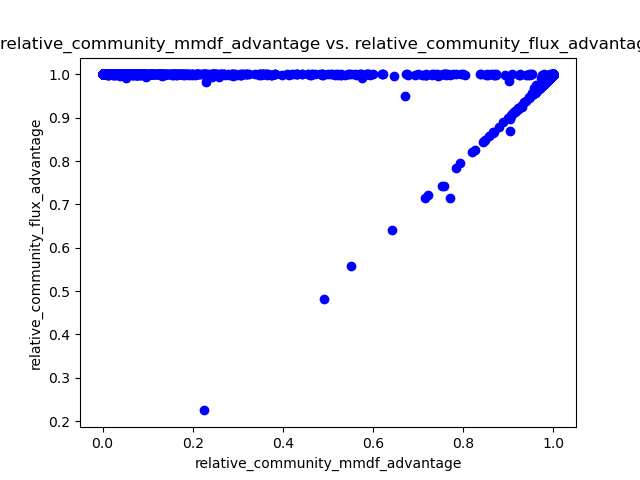 relative_community_mmdf_advantage vs. relative_community_flux_advantag
1.0
0.9
0.8
0.7
0.6
0.5
0.4
0.3
0.2
relative_community_flux_advantage
0.0 0.2 0.4 0.6 0.8 1.0
relative_community_mmdf_advantage